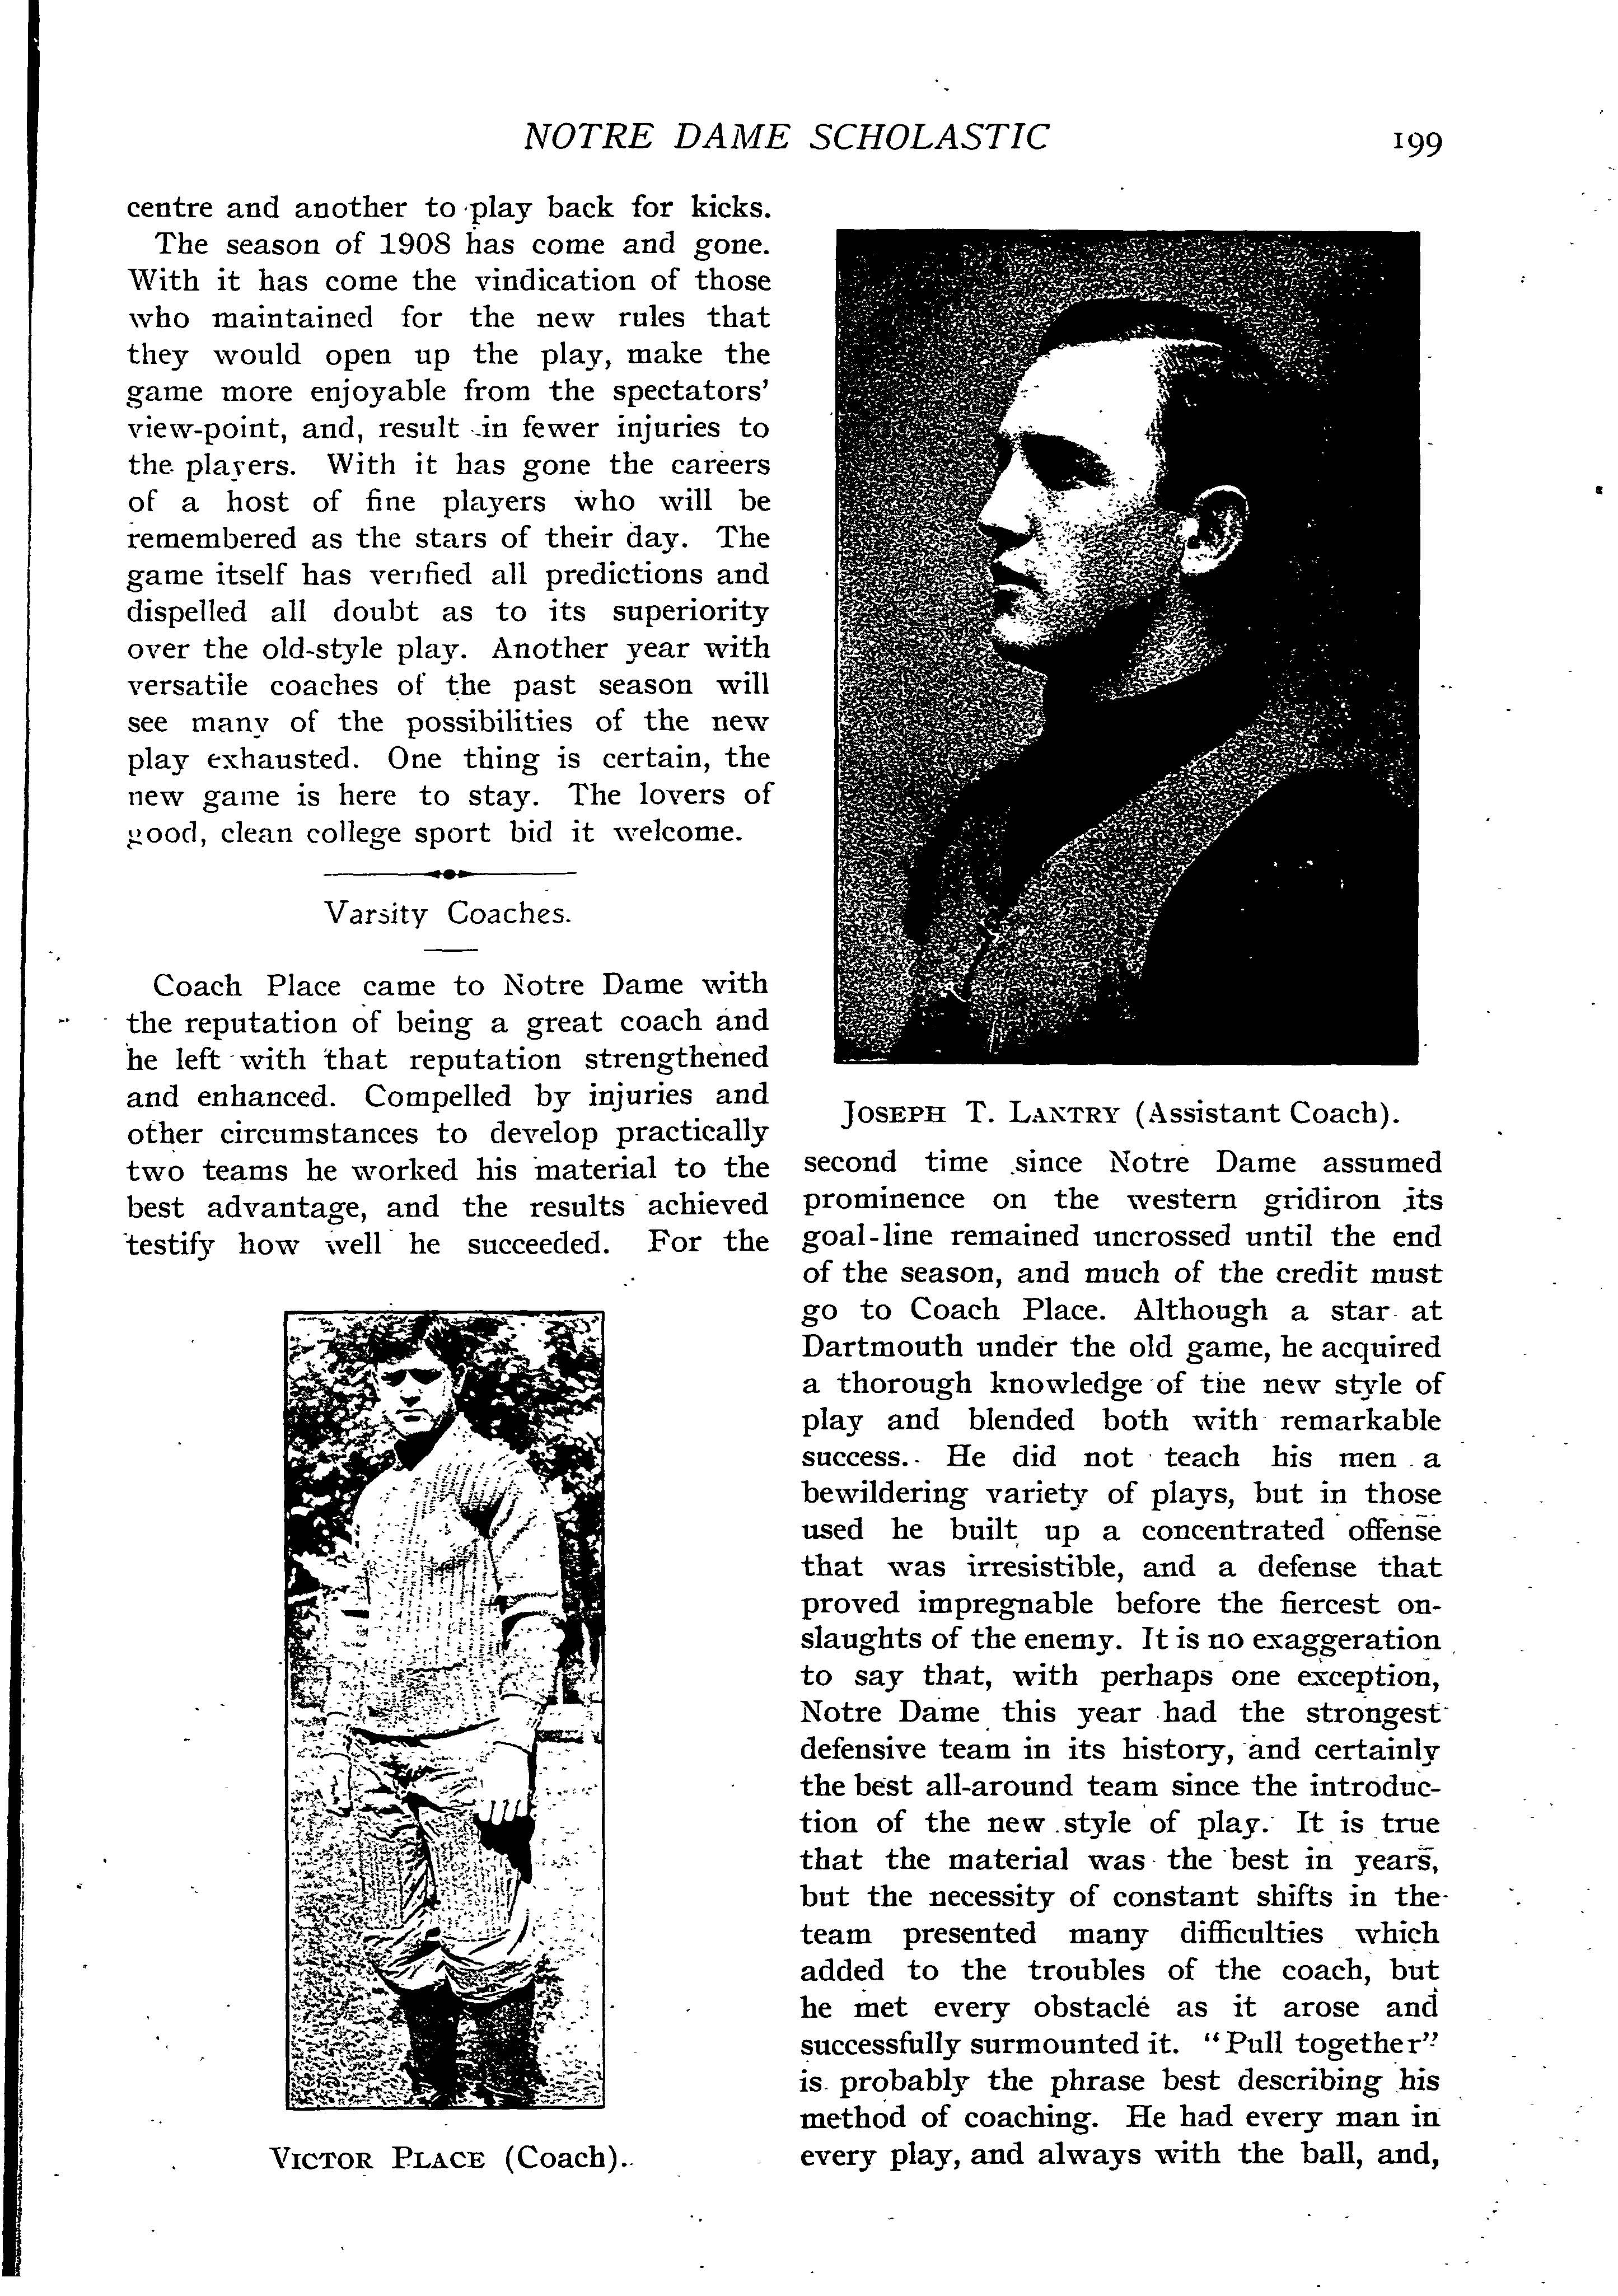 NOTRE DAME SCHOLASTIC 199
centre and another to play back for kicks.
The season of 1908 has come and gone.
With it has come the vindication of those
who maintained for the new rules that
they would open up the play, make the
game more enjoyable from the spectators'
view-point, and, result in fewer injuries to
the players. With it has gone the careers
of a host of fine players who will be
remembered as the stars of their day. The
game itself has verified all predictions and
dispelled all doubt as to its superiority
over the old-style play. Another year with
versatile coaches of the past season will
see many of the possibilities of the new
play exhausted. One thing is certain, the
new game is here to stay. The lovers of
good, clean college sport bid it welcome.
Varsity Coaches.
Coach Place came to Notre Dame with
the reputation of being a great coach and
he left with that reputation strengthened
and enhanced. Compelled by injuries and
other circumstances to develop practically
two teams he worked his material to the
best advantage, and the results achieved
testify how well he succeeded. For the
VICTOR PLACE (Coach).
JOSEPH T. LANTRY (Assistant Coach).
second time since Notre Dame assumed
prominence on the western gridiron its
goal-line remained uncrossed until the end
of the season, and much of the credit must
go to Coach Place. Although a star at
Dartmouth under the old game, he acquired
a thorough knowledge of the new style of
play and blended both with remarkable
success. He did not teach his men a
bewildering variety of plays, but in those
used he built up a concentrated offense
that was irresistible, and a defense that
proved impregnable before the fiercest on-
slaughts of the enemy. It is no exaggeration
to say that, with perhaps one exception,
Notre Dame this year had the strongest
defensive team in its history, and certainly
the best all-around team since the introduc-
tion of the new style of play. It is true
that the material was the best in years,
but the necessity of constant shifts in the
team presented many difficulties which
added to the troubles of the coach, but
he met every obstacle as it arose and
successfully surmounted it. "Pull together"
is probably the phrase best describing his
method of coaching. He had every man in
every play, and always with the ball, and,